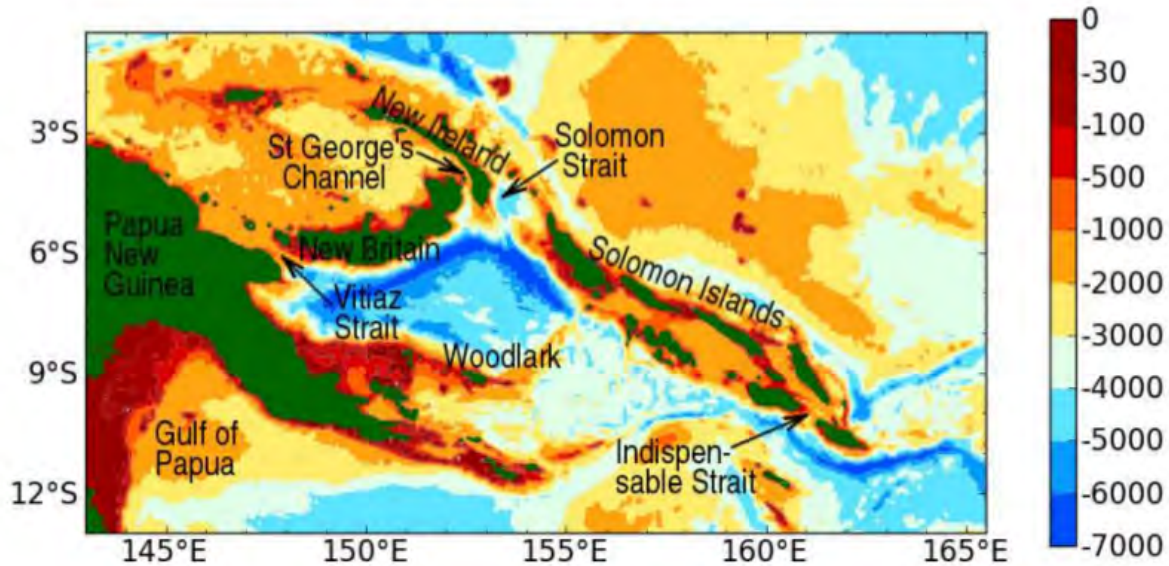 0
-30
-100
-500
-1000
-2000
-3000
-4000
-5000
-6000
-7000
3°S
6°S
9°S
12°S
145°E
150°E
155°E
160°E
165°E
New Ireland
Solomon
Strait
St George's
Channel
Papua
New
Guinea
New Britain
Solomon Islands
Vitiaz
Strait
Woodlark
Gulf of
Papua
Indispen-
sable Strait